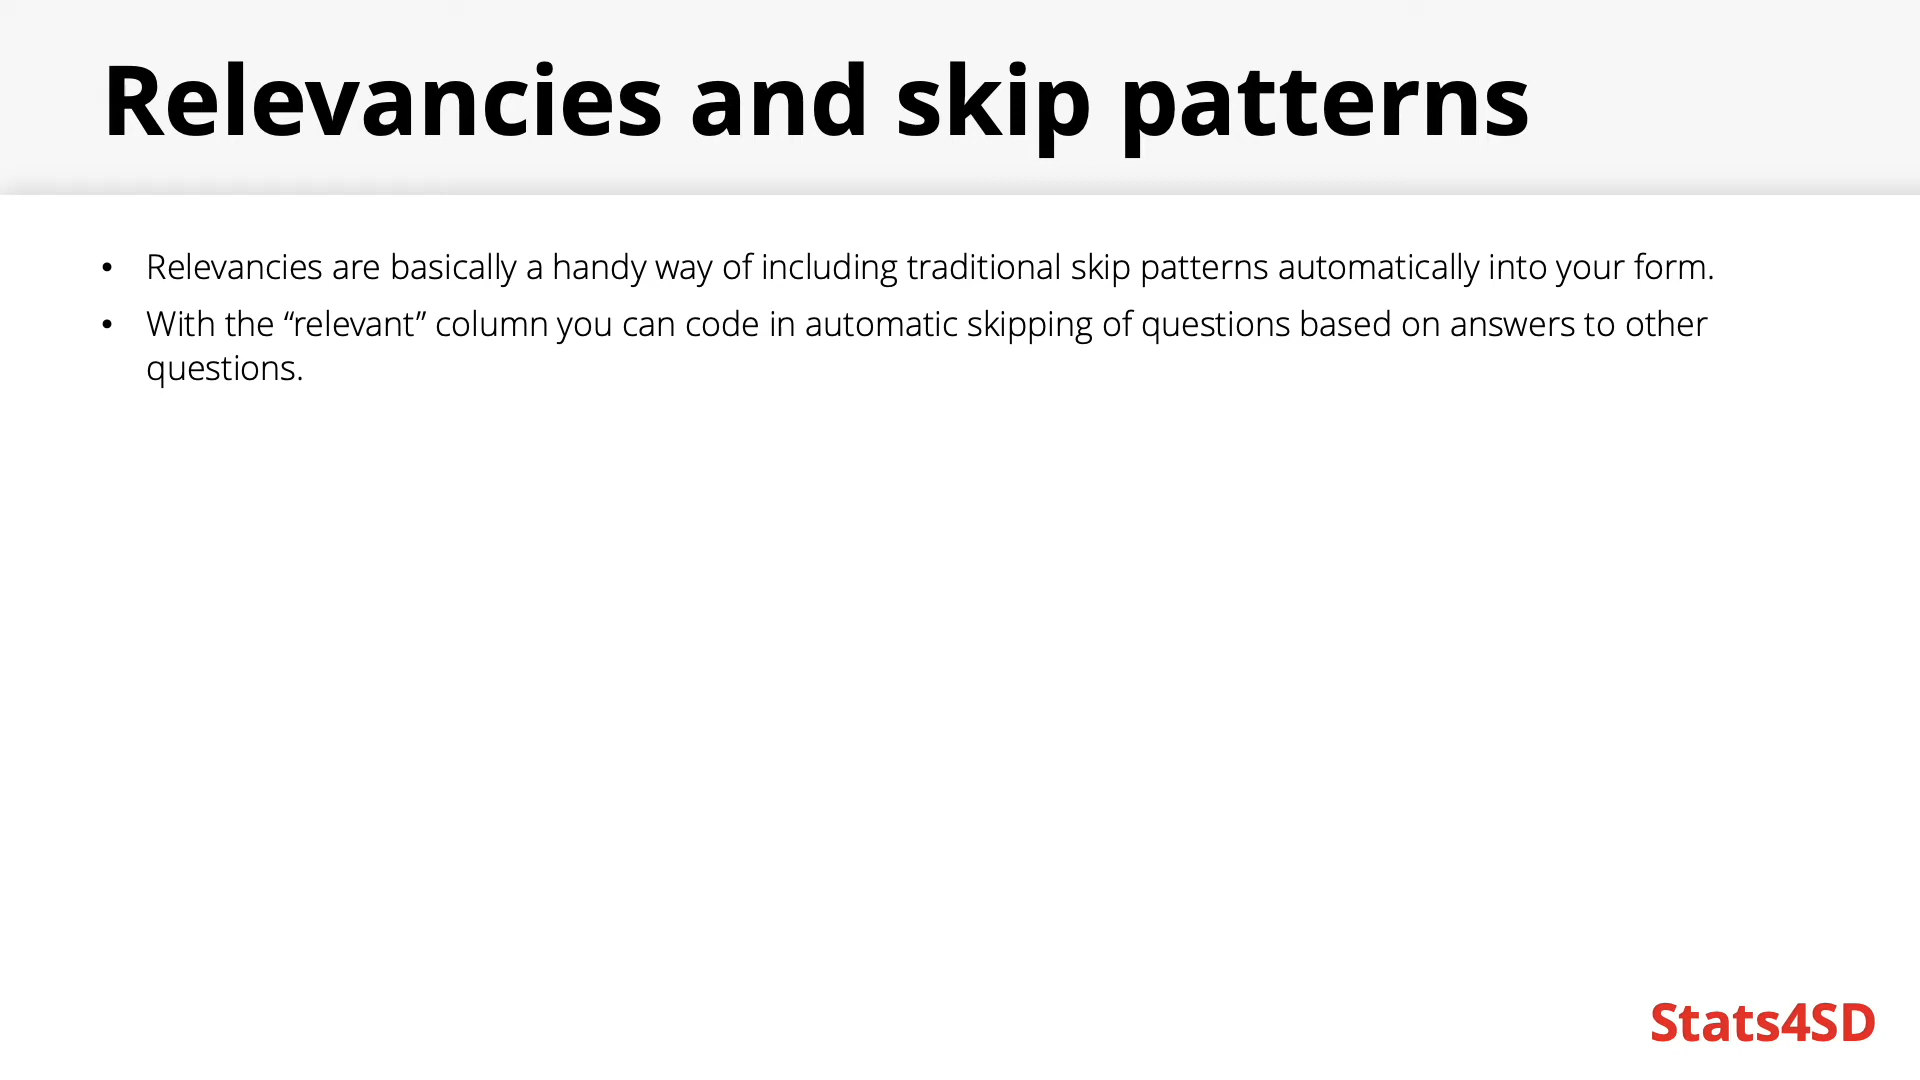 Relevancies and skip patterns
• Relevancies are basically a handy way of including traditional skip patterns automatically into your form.
• With the “relevant” column you can code in automatic skipping of questions based on answers to other
questions.
Stats4SD